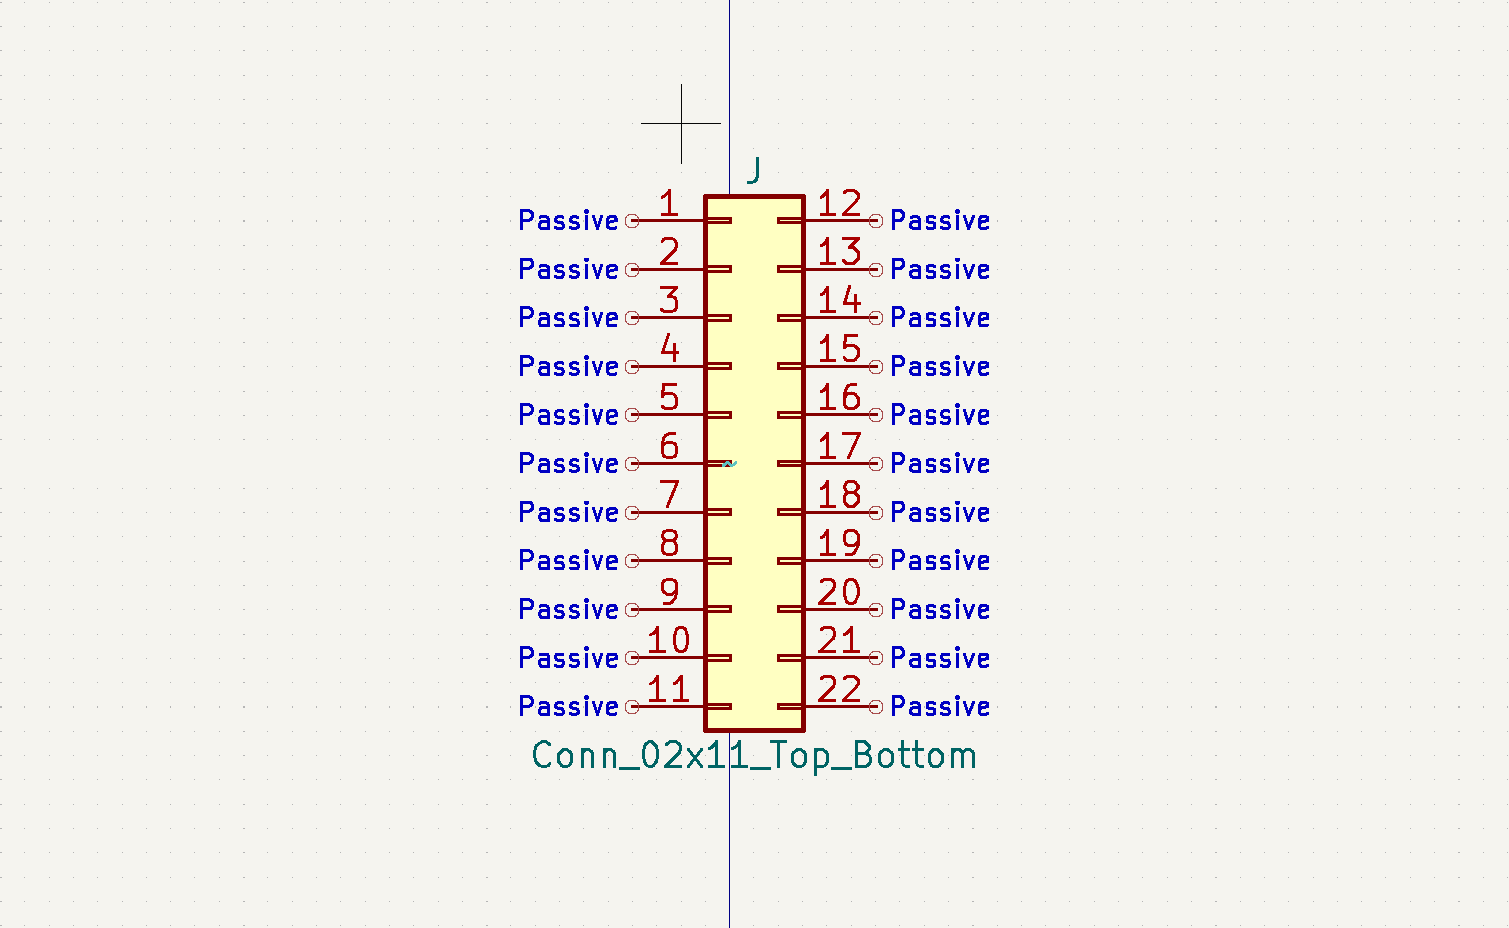 J
Passive 1 12 Passive
Passive 2 13 Passive
Passive 3 14 Passive
Passive 4 15 Passive
Passive 5 16 Passive
Passive 6 17 Passive
Passive 7 18 Passive
Passive 8 19 Passive
Passive 9 20 Passive
Passive 10 21 Passive
Passive 11 22 Passive
Conn_02x11_Top_Bottom